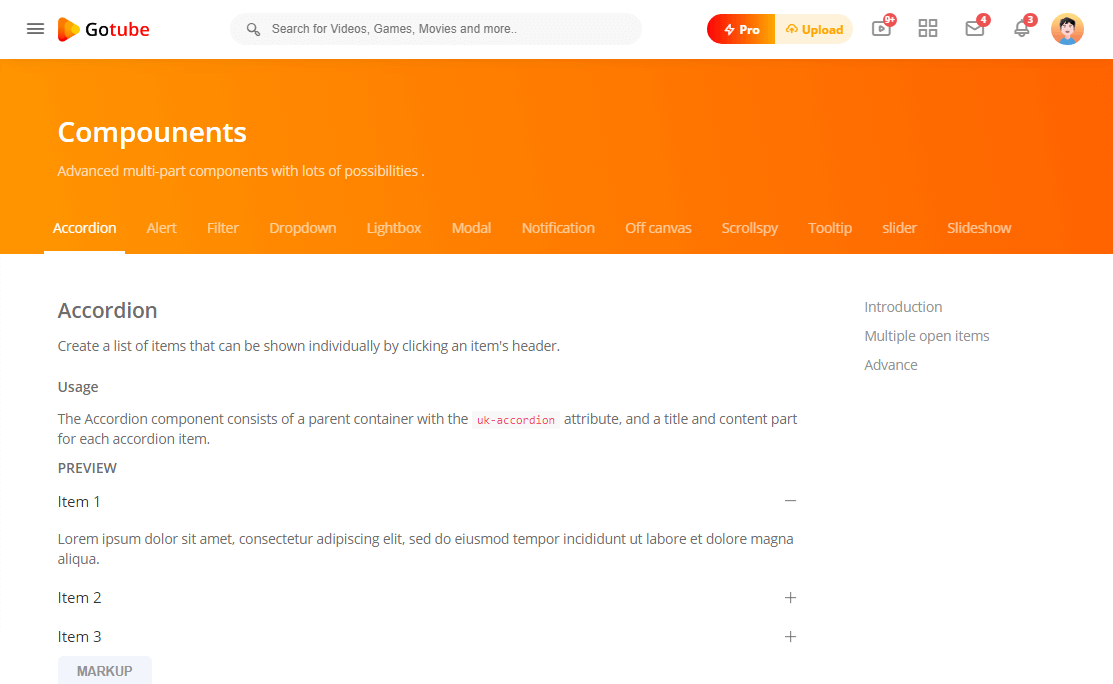 Gotube
Search for Videos, Games, Movies and more..
Pro
Upload
9+
4
3
Compounents
Advanced multi-part components with lots of possibilities .
Accordion Alert Filter Dropdown Lightbox Modal Notification Off canvas Scrollspy Tooltip slider Slideshow
Accordion
Create a list of items that can be shown individually by clicking an item's header.
Usage
The Accordion component consists of a parent container with the uk-accordion attribute, and a title and content part
for each accordion item.
PREVIEW
Item 1
Lorem ipsum dolor sit amet, consectetur adipiscing elit, sed do eiusmod tempor incididunt ut labore et dolore magna
aliqua.
Item 2
Item 3
MARKUP
Introduction
Multiple open items
Advance